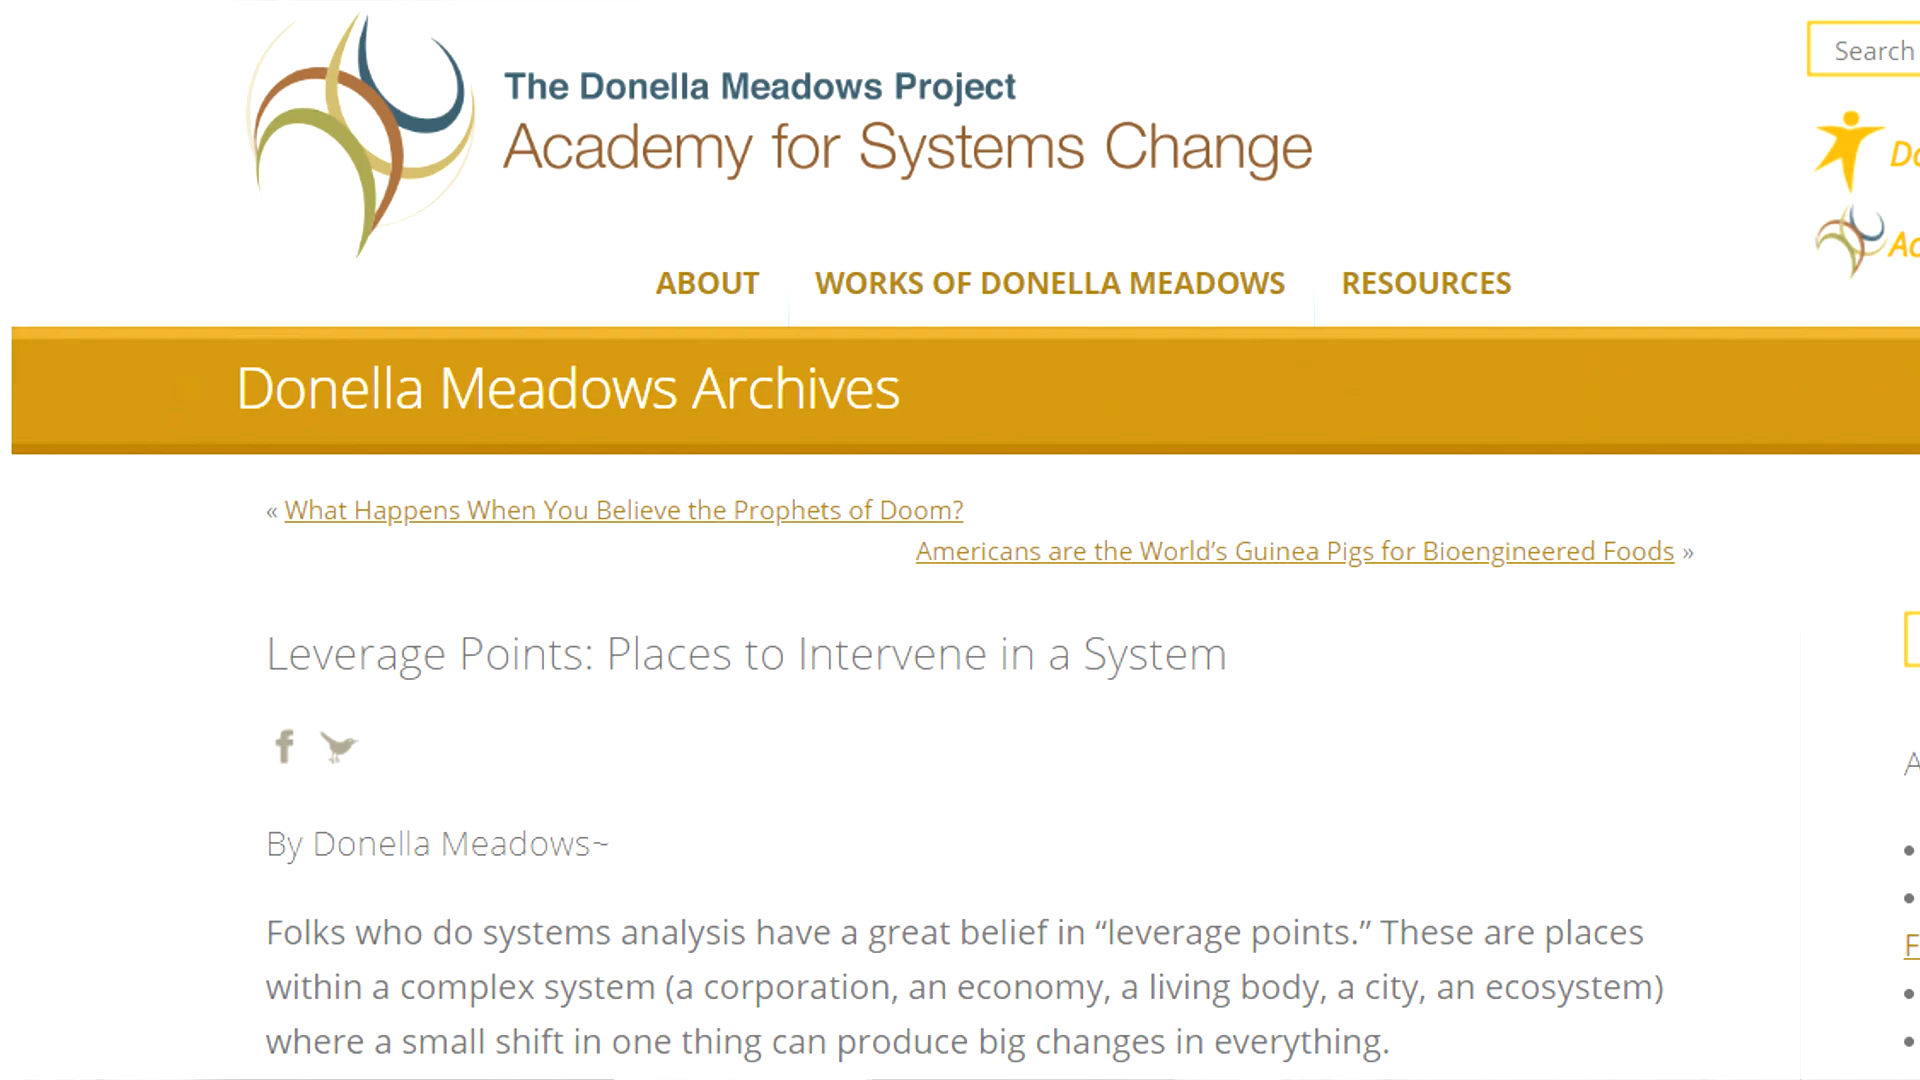 Search
The Donella Meadows Project
Academy for Systems Change
ABOUT
WORKS OF DONELLA MEADOWS
RESOURCES
Donella Meadows Archives
« What Happens When You Believe the Prophets of Doom?
Americans are the World’s Guinea Pigs for Bioengineered Foods »
Leverage Points: Places to Intervene in a System
By Donella Meadows~
Folks who do systems analysis have a great belief in “leverage points.” These are places
within a complex system (a corporation, an economy, a living body, a city, an ecosystem)
where a small shift in one thing can produce big changes in everything.